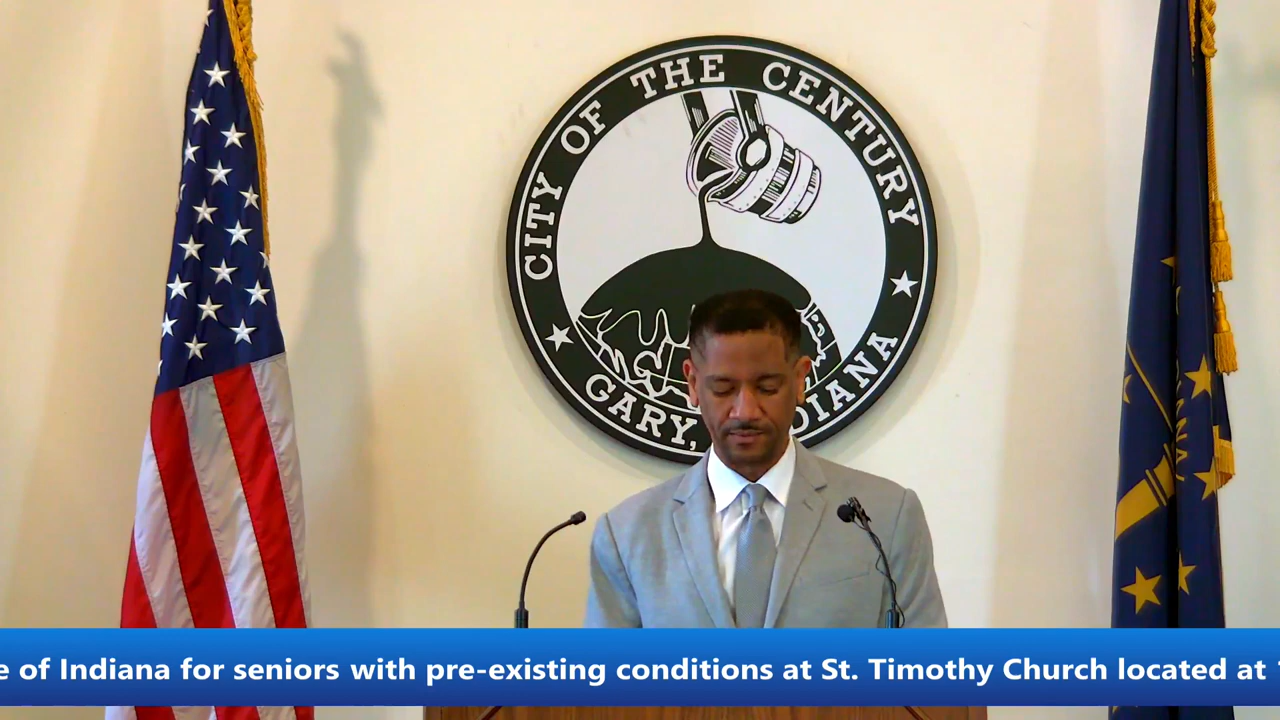 CITY OF THE CENTURY
GARY,
DIANA
e of Indiana for seniors with pre-existing conditions at St. Timothy Church located at